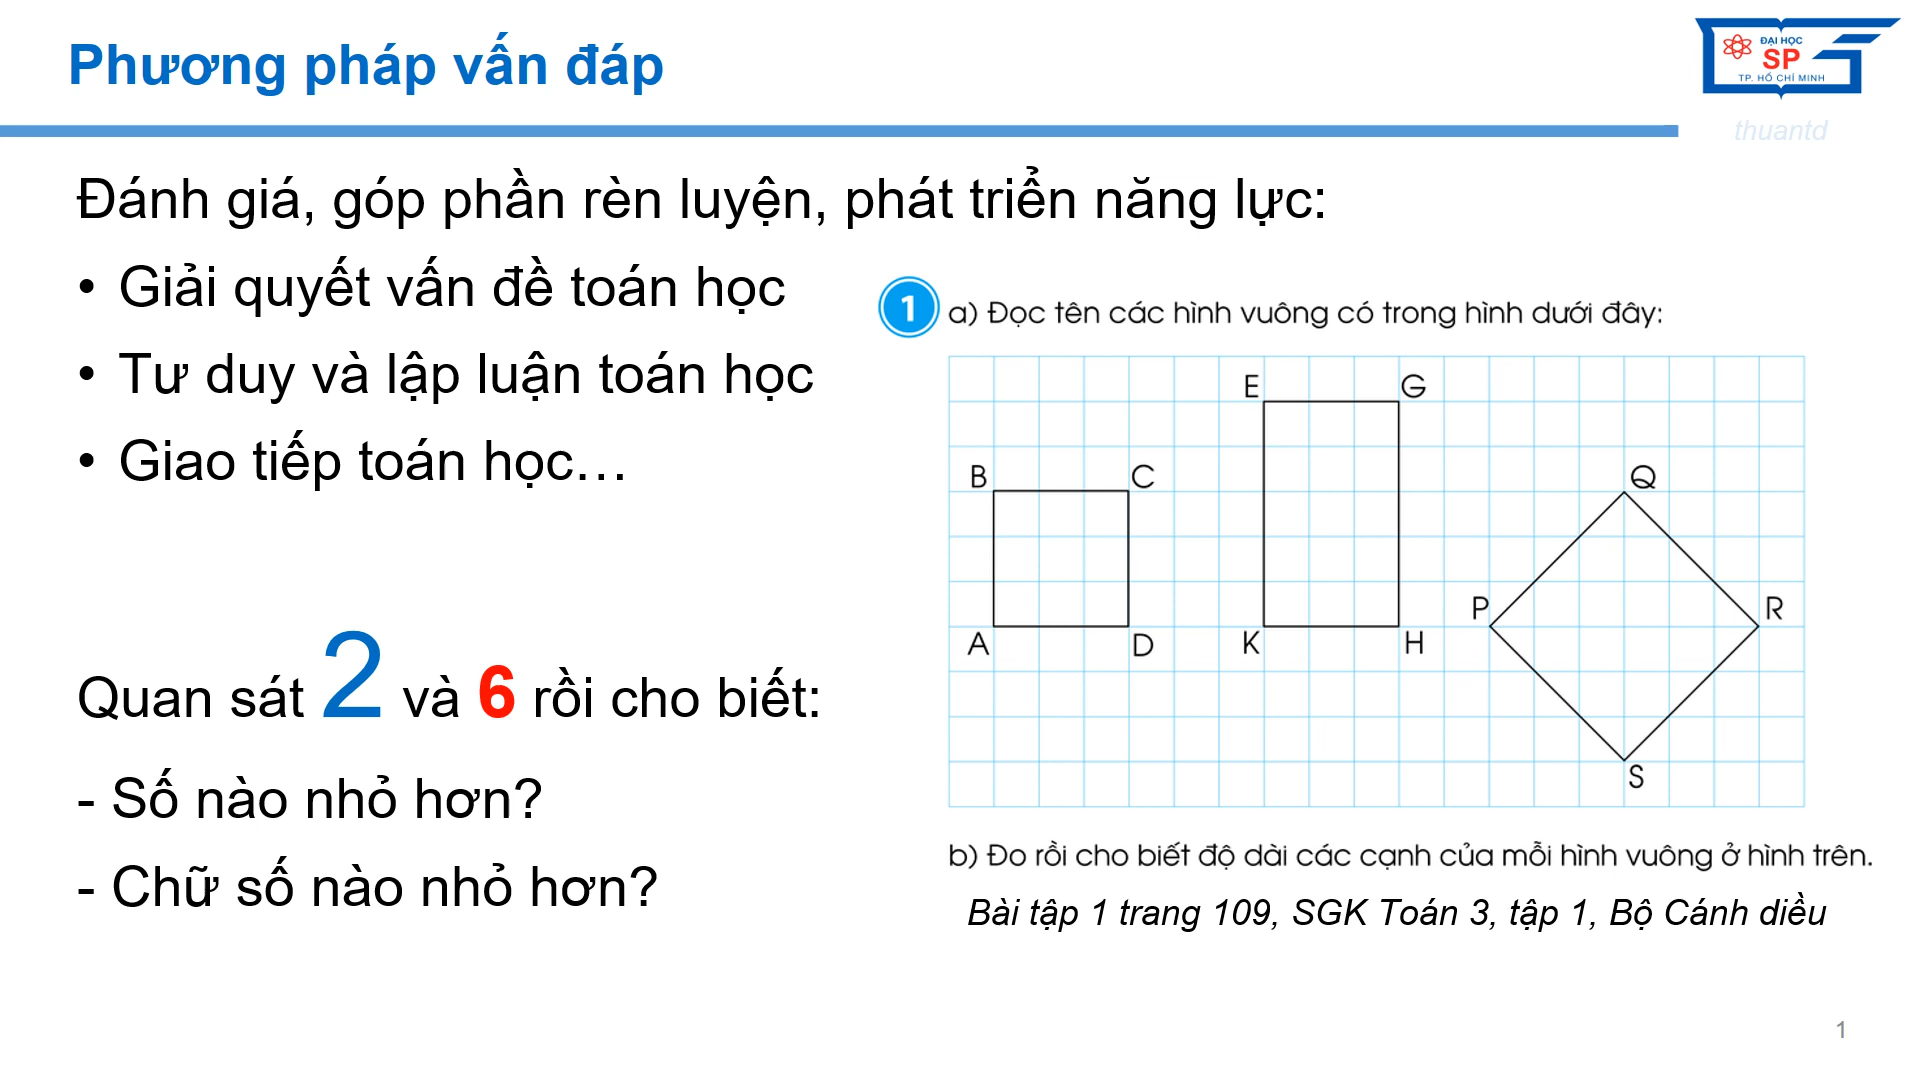 Phương pháp vấn đáp
ĐẠI HỌC
SP
TP. HỒ CHÍ MINH
thuantd
Đánh giá, góp phần rèn luyện, phát triển năng lực:
• Giải quyết vấn đề toán học
• Tư duy và lập luận toán học
• Giao tiếp toán học…
Quan sát 2 và 6 rồi cho biết:
- Số nào nhỏ hơn?
- Chữ số nào nhỏ hơn?
1 a) Đọc tên các hình vuông có trong hình dưới đây:
E G
B C Q
P R
A D K H
S
b) Đo rồi cho biết độ dài các cạnh của mỗi hình vuông ở hình trên.
Bài tập 1 trang 109, SGK Toán 3, tập 1, Bộ Cánh diều
1